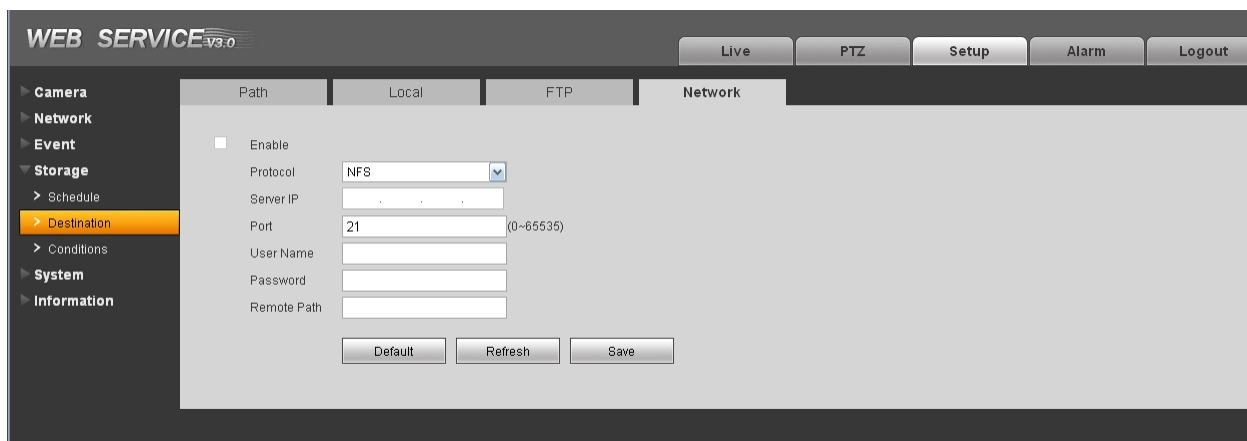 WEB SERVICE V3.0
Live PTZ Setup Alarm Logout
Camera
Network
Event
Storage
> Schedule
> Destination
> Conditions
System
Information
Path Local FTP Network
Enable
Protocol NFS
Server IP . . .
Port 21 (0~65535)
User Name
Password
Remote Path
Default Refresh Save